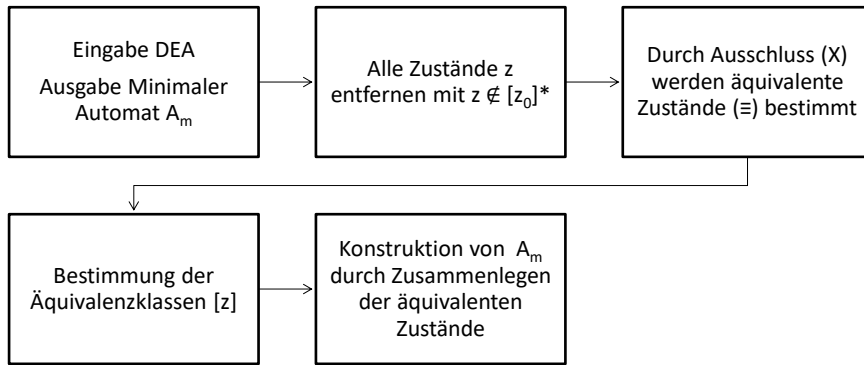 Eingabe DEA
Ausgabe Minimaler
Automat Am
Alle Zustände z
entfernen mit z ∉ [z0]*
Durch Ausschluss (X)
werden äquivalente
Zustände (≡) bestimmt
Bestimmung der
Äquivalenzklassen [z]
Konstruktion von Am
durch Zusammenlegen
der äquivalenten
Zustände